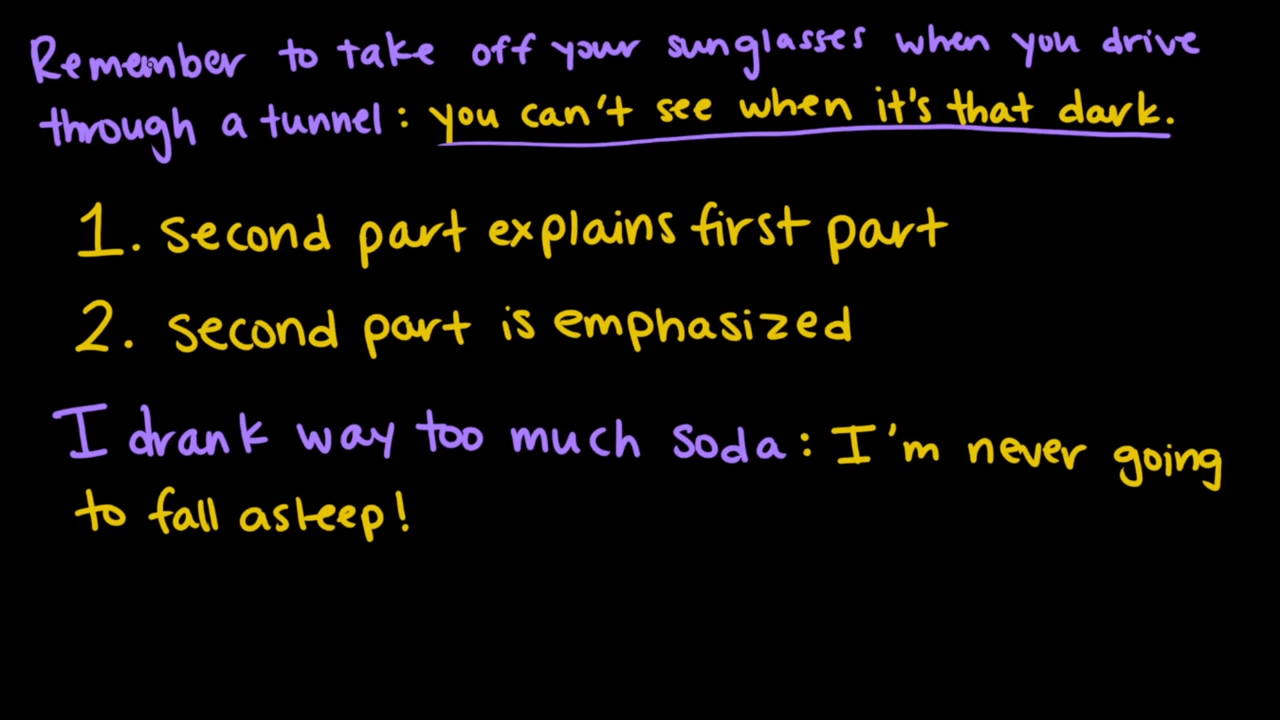 Remember to take off your sunglasses when you drive
through a tunnel: you can't see when it's that dark.
1. second part explains first part
2. second part is emphasized
I drank way too much soda: I'm never going
to fall asleep!